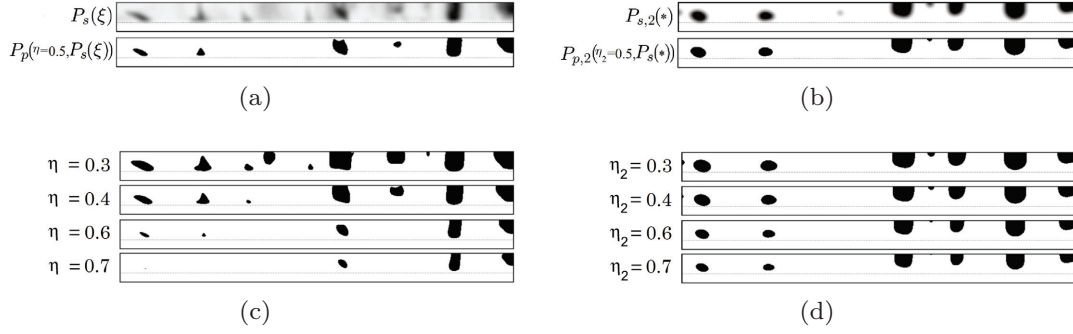 P_s(ξ)
P_p(η=0.5,P_s(ξ))
(a)
P_{s,2}(*)
P_{p,2}(η_2=0.5,P_s(*))
(b)
η = 0.3
η = 0.4
η = 0.6
η = 0.7
(c)
η_2 = 0.3
η_2 = 0.4
η_2 = 0.6
η_2 = 0.7
(d)